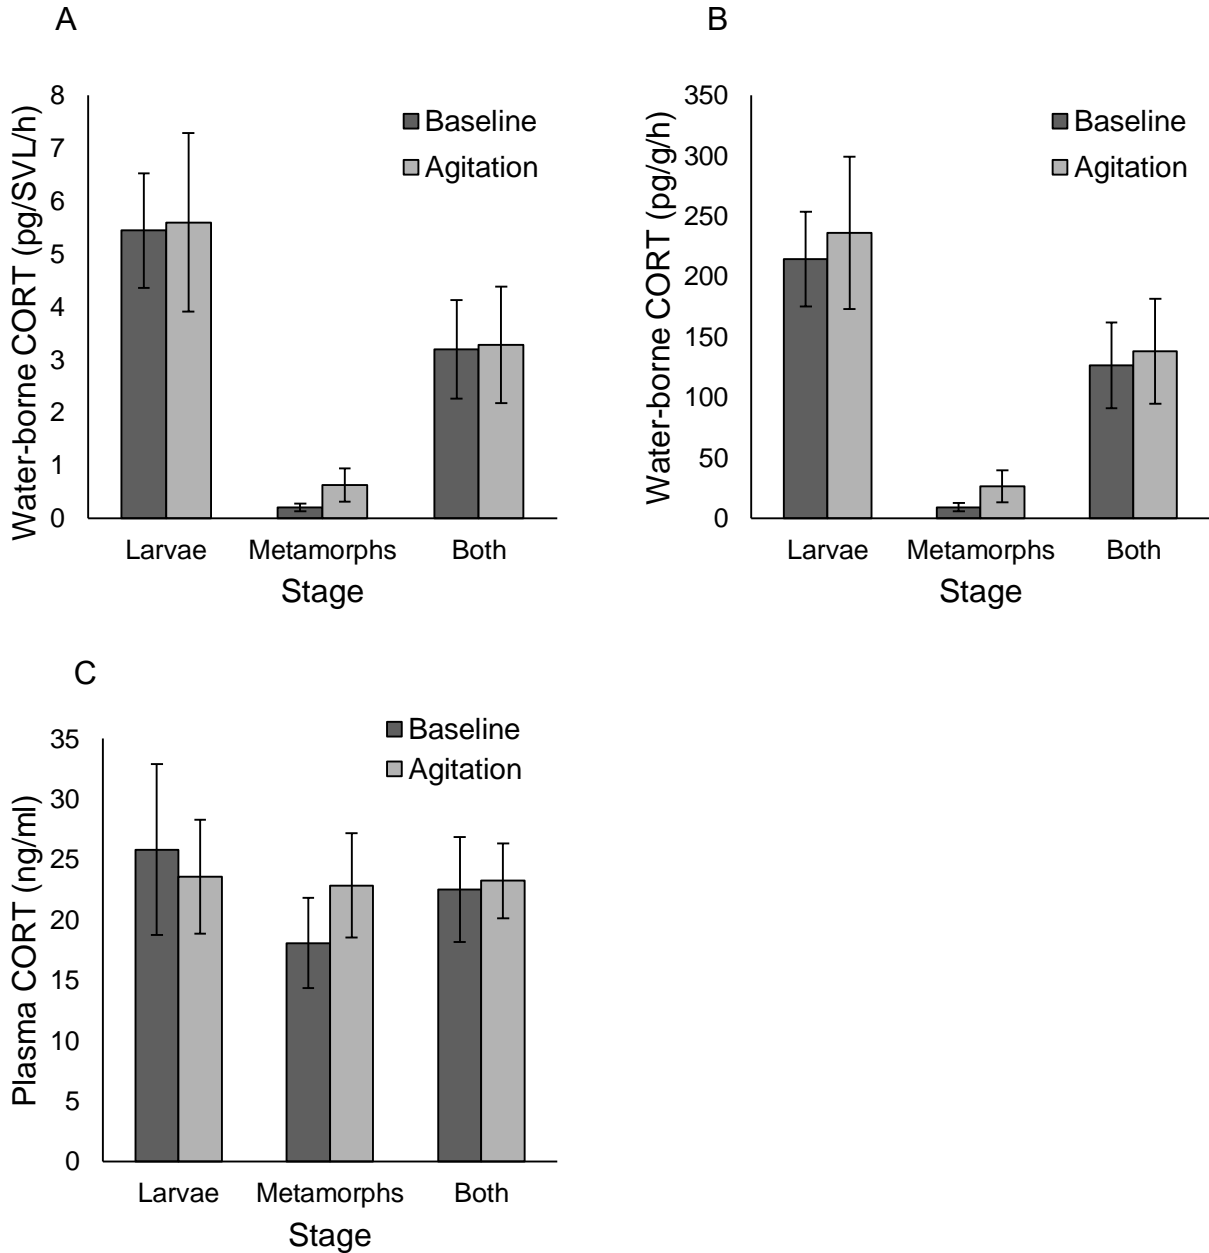 A
Water-borne CORT (pg/SVL/h)
8
7
6
5
4
3
2
1
0
Baseline
Agitation
Larvae
Metamorphs
Both
Stage
B
Water-borne CORT (pg/g/h)
350
300
250
200
150
100
50
0
Baseline
Agitation
Larvae
Metamorphs
Both
Stage
C
Plasma CORT (ng/ml)
35
30
25
20
15
10
5
0
Baseline
Agitation
Larvae
Metamorphs
Both
Stage